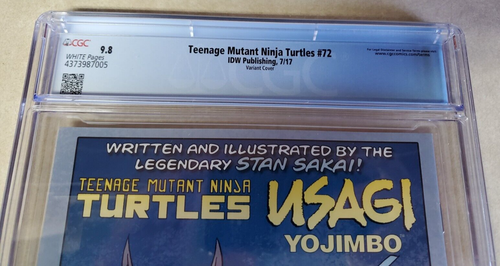 CGC
9.8
WHITE Pages
4373987005
Teenage Mutant Ninja Turtles #72
IDW Publishing, 7/17
Variant Cover
WRITTEN AND ILLUSTRATED BY THE
LEGENDARY STAN SAKAI!
TEENAGE MUTANT NINJA
TURTLES
USAGI
YOJIMBO